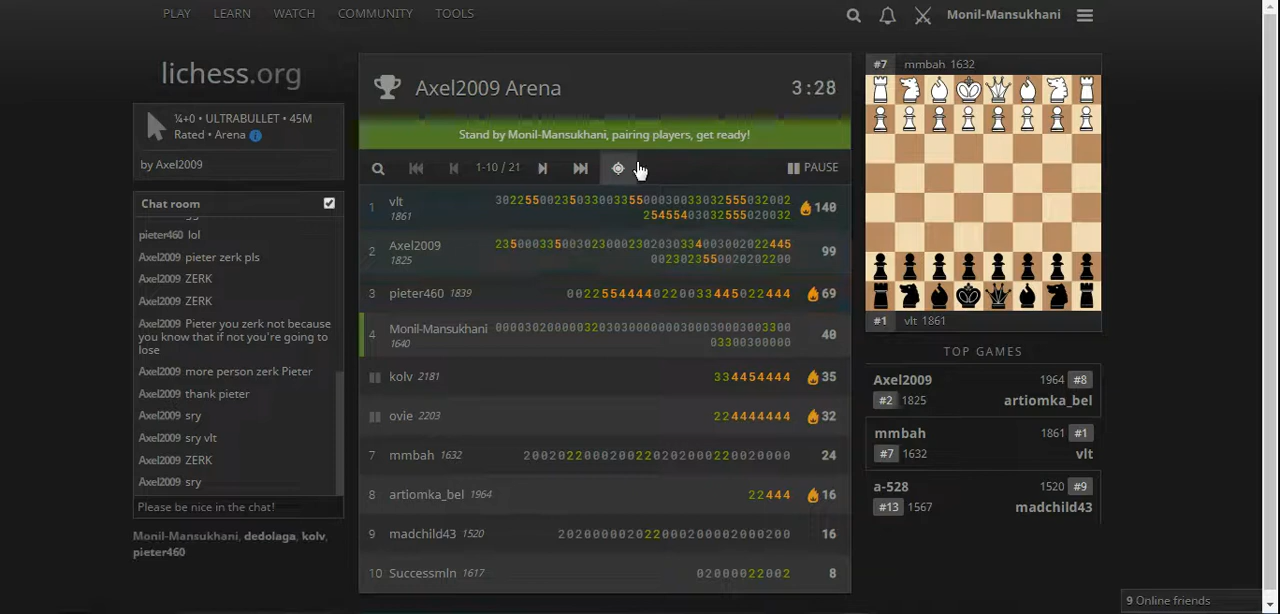 PLAY LEARN WATCH COMMUNITY TOOLS
Monil-Mansukhani
lichess.org
¼+0 • ULTRABULLET • 45M
Rated • Arena
by Axel2009
Chat room
pieter460 lol
Axel2009 pieter zerk pls
Axel2009 ZERK
Axel2009 ZERK
Axel2009 Pieter you zerk not because
you know that if not you're going to
lose
Axel2009 more person zerk Pieter
Axel2009 thank pieter
Axel2009 sry
Axel2009 sry vlt
Axel2009 ZERK
Axel2009 sry
Please be nice in the chat!
Monil-Mansukhani, dedolaga, kolv,
pieter460
Axel2009 Arena 3:28
Stand by Monil-Mansukhani, pairing players, get ready!
1-10 / 21 PAUSE
1 vlt 140
1861
2 Axel2009 99
1825
3 pieter460 1839 69
4 Monil-Mansukhani 40
1640
kolv 2181 334454444 35
ovie 2203 224444444 32
7 mmbah 1632 24
8 artiomka_bel 1964 22444 16
9 madchild43 1520 16
10 Successmln 1617 020000022002 8
#7 mmbah 1632
#1 vlt 1861
TOP GAMES
Axel2009 1964 #8
#2 1825 artiomka_bel
mmbah 1861 #1
#7 1632 vlt
a-528 1520 #9
#13 1567 madchild43
9 Online friends